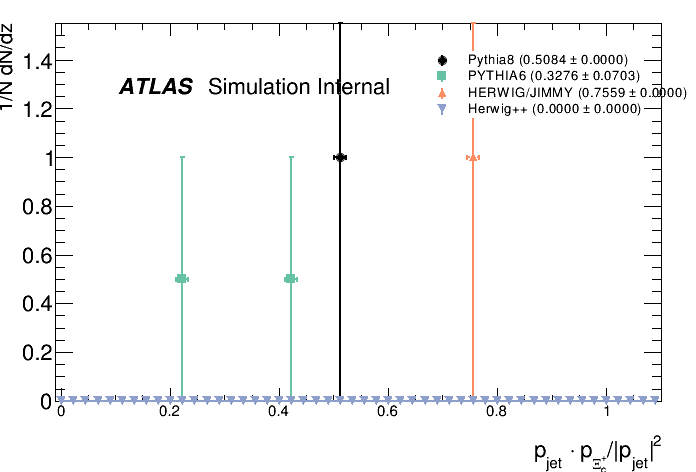 1/N dN/dz
ATLAS Simulation Internal
Pythia8 (0.5084 ± 0.0000)
PYTHIA6 (0.3276 ± 0.0703)
HERWIG/JIMMY (0.7559 ± 0.0000)
Herwig++ (0.0000 ± 0.0000)
1.4
1.2
1
0.8
0.6
0.4
0.2
0
0 0.2 0.4 0.6 0.8 1
p_jet · p_Ξ_c^+/|p_jet|^2